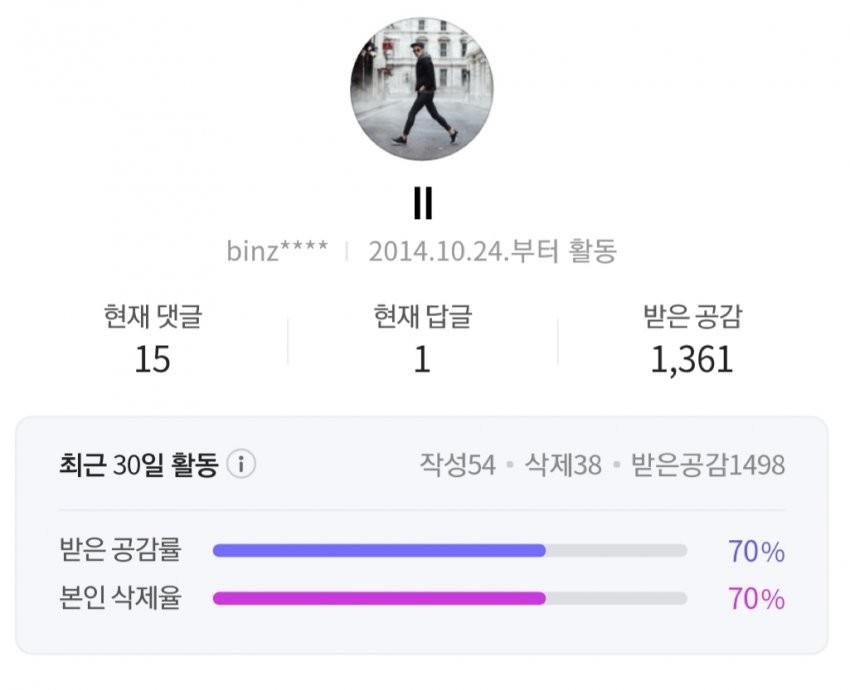 II
binz**** | 2014.10.24.부터 활동
현재 댓글 현재 답글 받은 공감
15 1 1,361
최근 30일 활동 i 작성54 • 삭제38 • 받은공감1498
받은 공감률 70%
본인 삭제율 70%